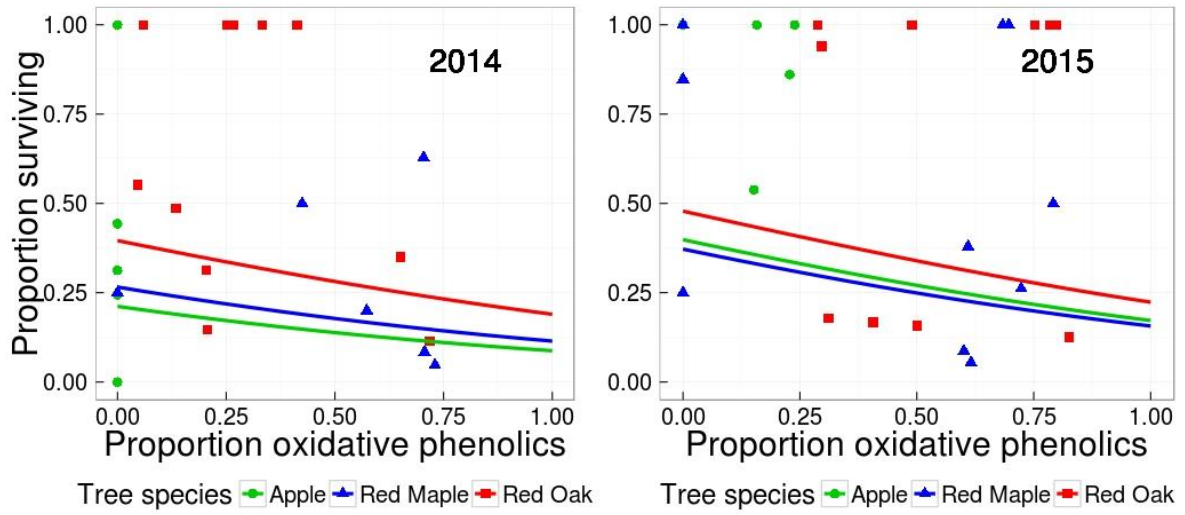 Proportion surviving
1.00
0.75
0.50
0.25
0.00
2014
0.00 0.25 0.50 0.75 1.00
Proportion oxidative phenolics
Tree species Apple Red Maple Red Oak
1.00
0.75
0.50
0.25
0.00
2015
0.00 0.25 0.50 0.75 1.00
Proportion oxidative phenolics
Tree species Apple Red Maple Red Oak